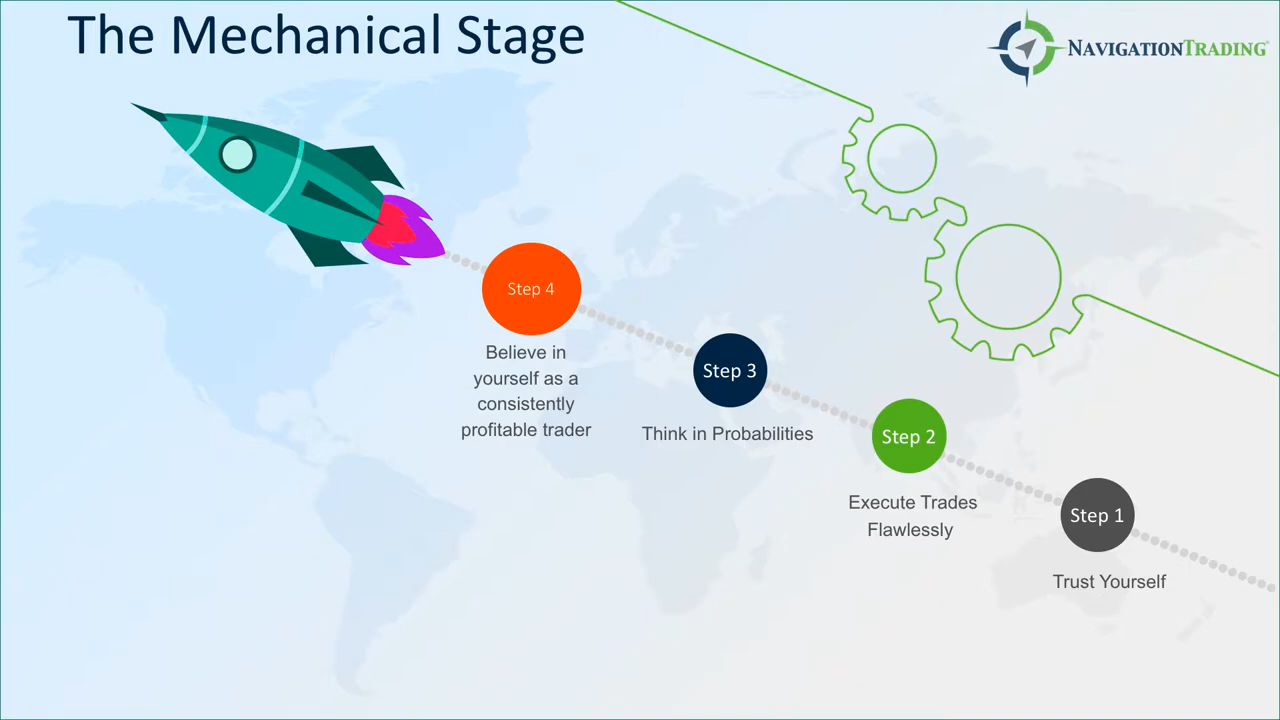 The Mechanical Stage
NAVIGATIONTRADING®
Step 4
Believe in
yourself as a
consistently
profitable trader
Step 3
Think in Probabilities
Step 2
Execute Trades
Flawlessly
Step 1
Trust Yourself